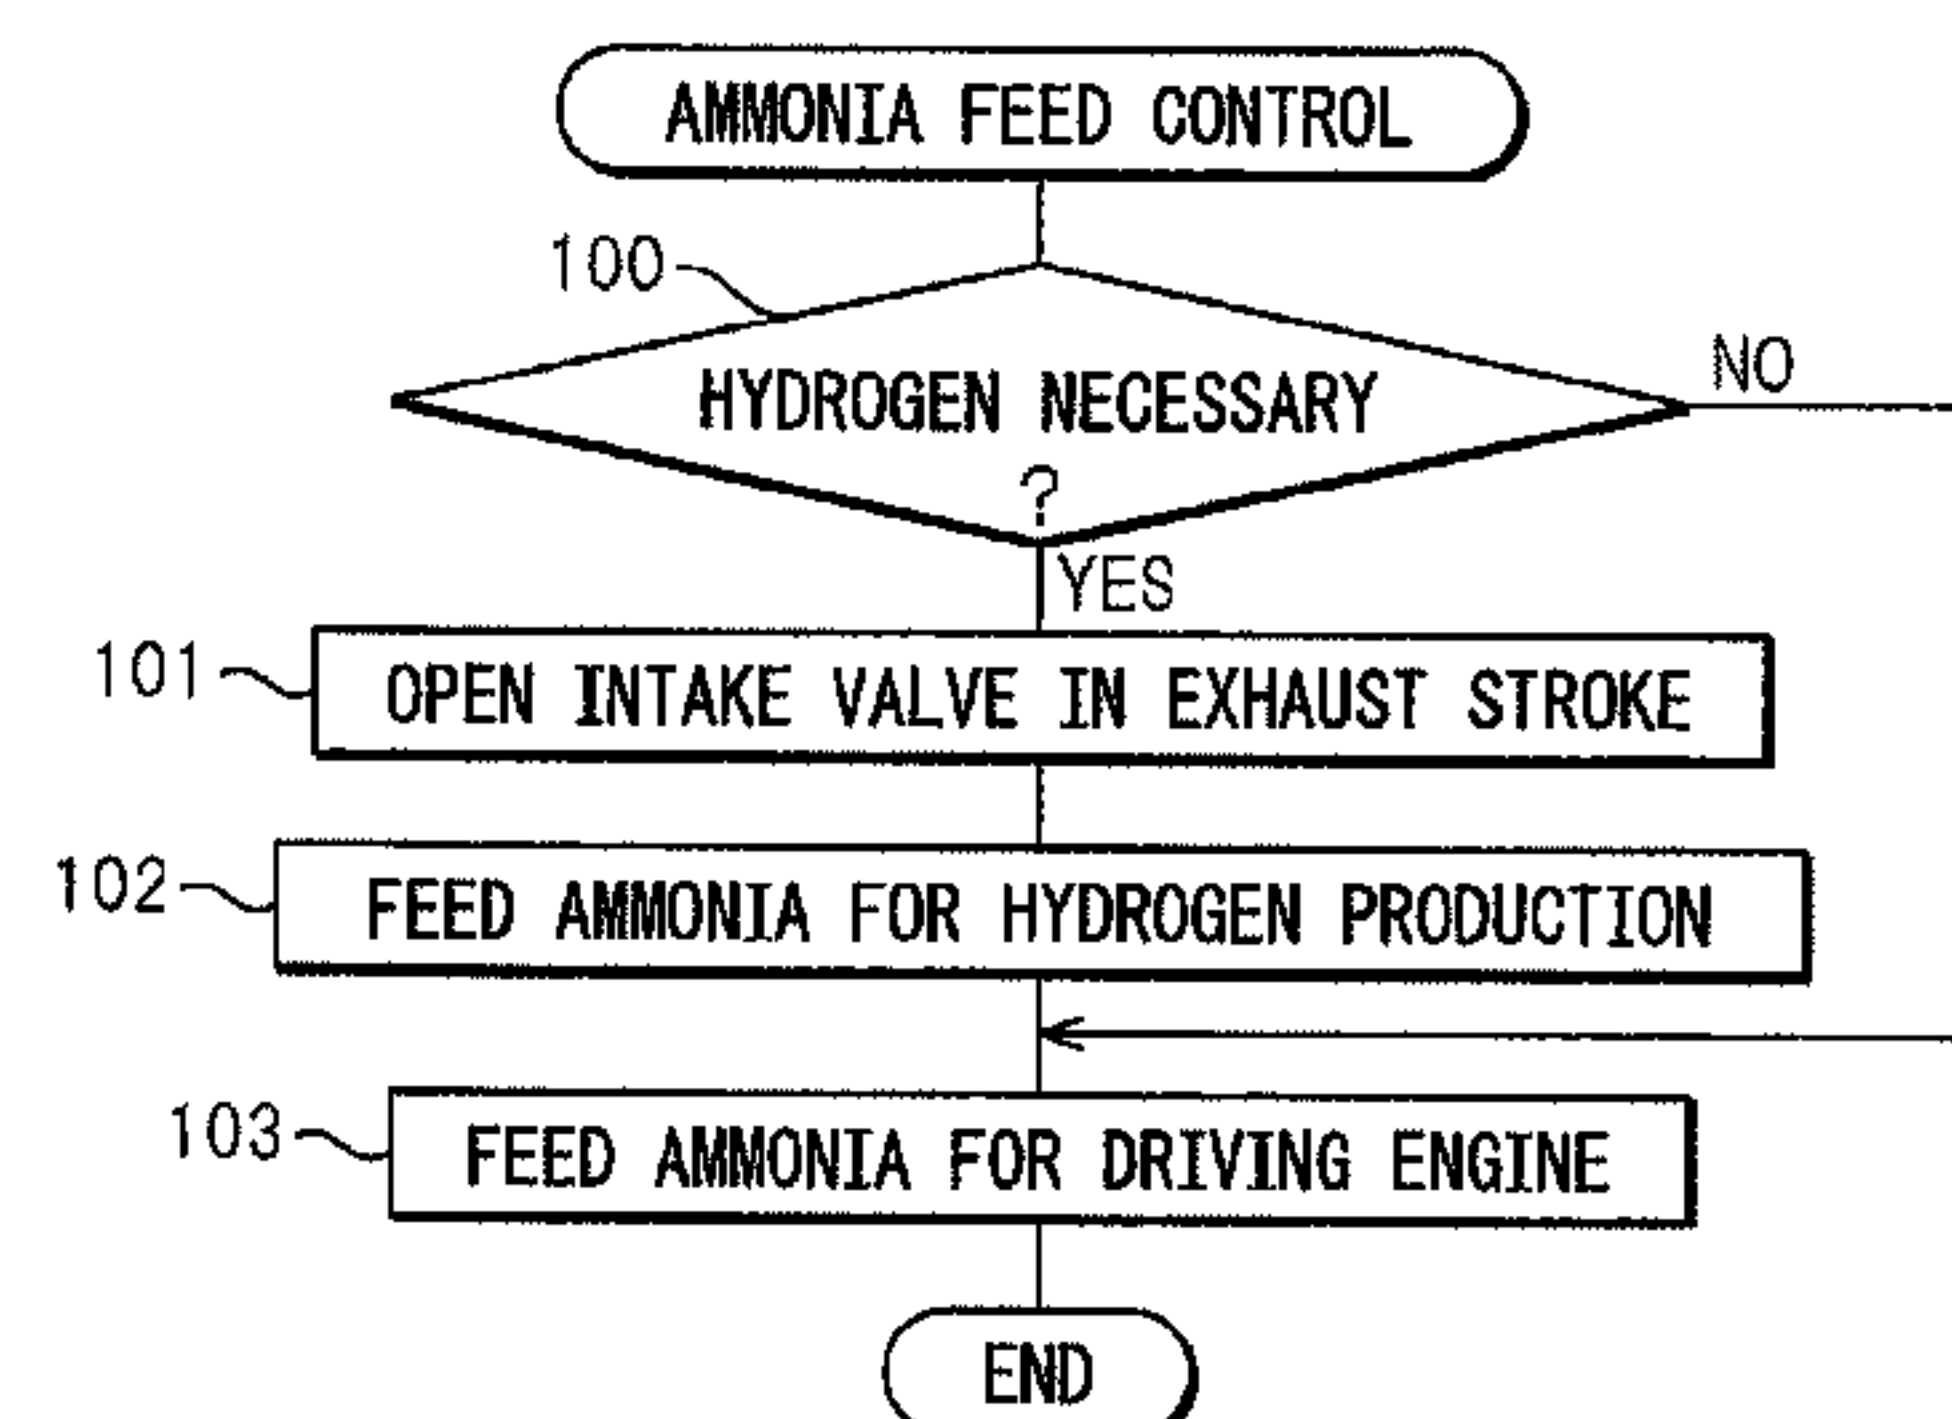 AMMONIA FEED CONTROL
100
HYDROGEN NECESSARY
?
NO
YES
101
OPEN INTAKE VALVE IN EXHAUST STROKE
102
FEED AMMONIA FOR HYDROGEN PRODUCTION
103
FEED AMMONIA FOR DRIVING ENGINE
END